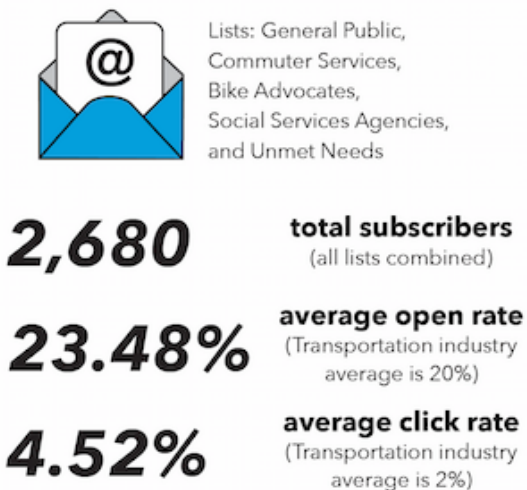 @
Lists: General Public,
Commuter Services,
Bike Advocates,
Social Services Agencies,
and Unmet Needs
2,680
total subscribers
(all lists combined)
23.48%
average open rate
(Transportation industry
average is 20%)
4.52%
average click rate
(Transportation industry
average is 2%)